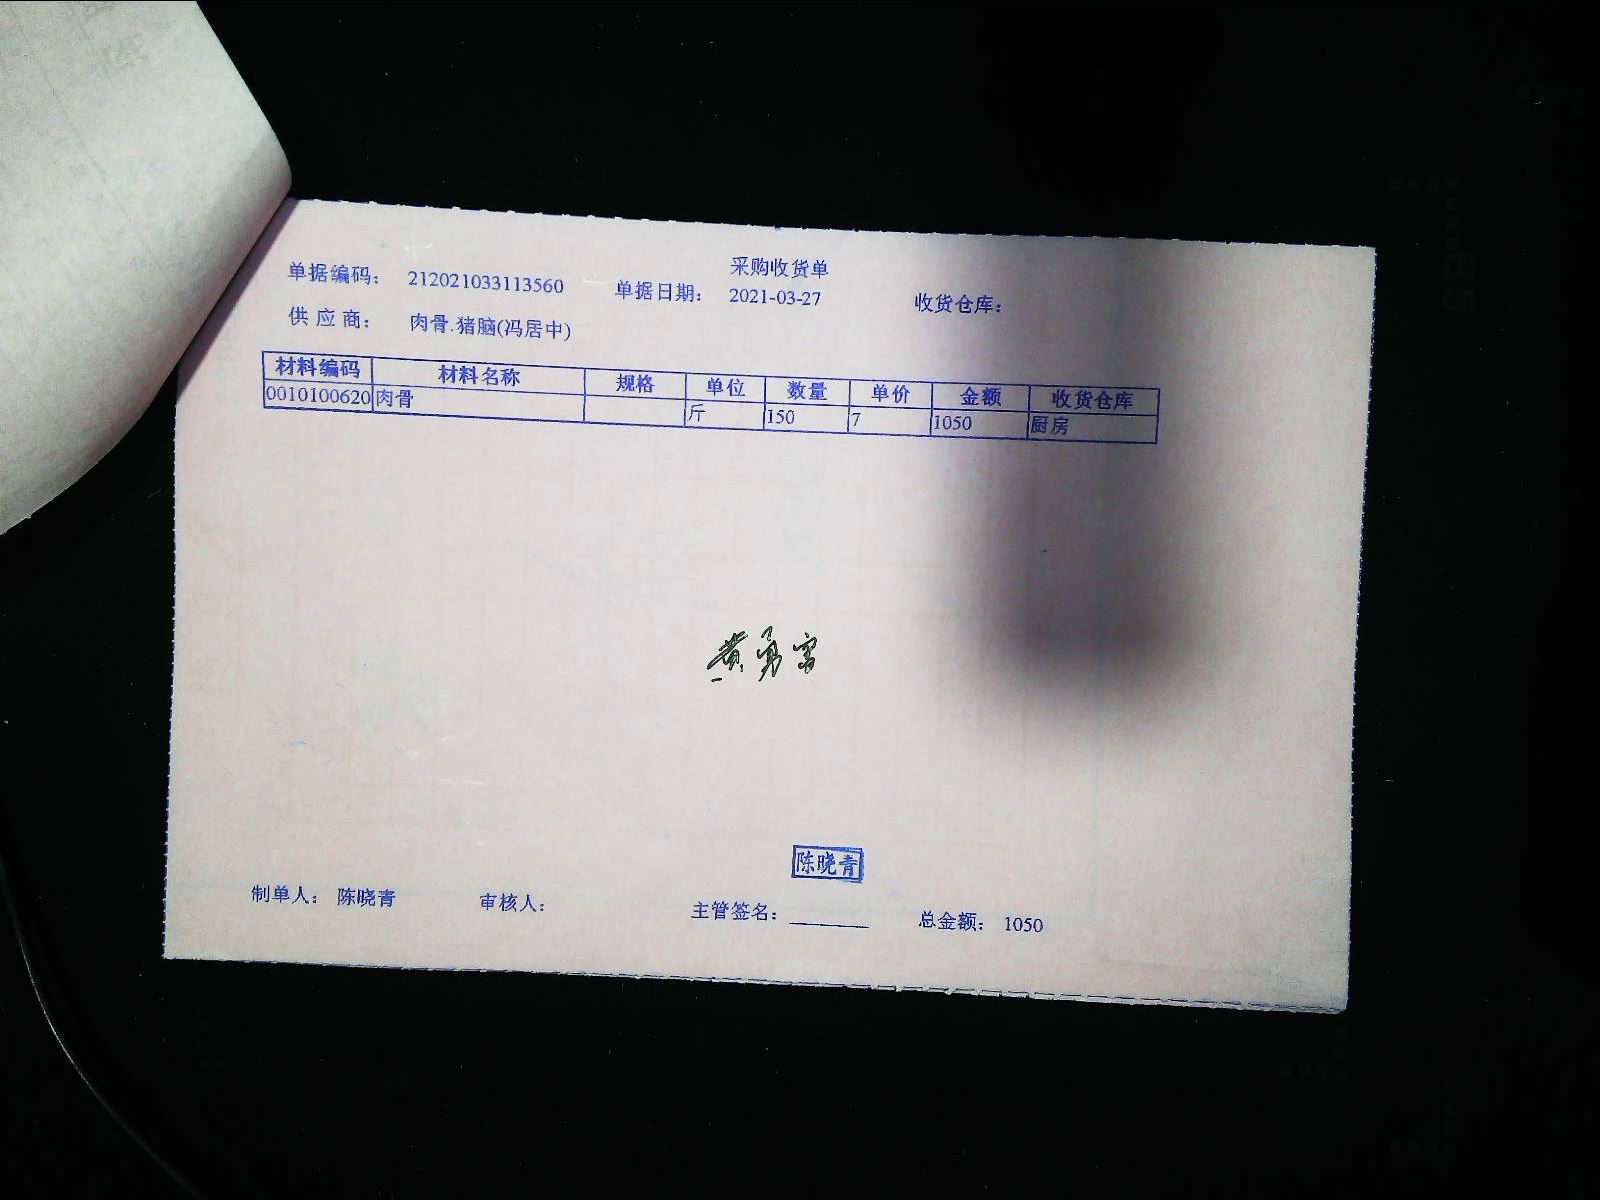 采购收货单
单据编码： 212021033113560 单据日期： 2021-03-27 收货仓库：
供 应 商： 肉骨.猪脑(冯居中)
材料编码 材料名称 规格 单位 数量 单价 金额 收货仓库
0010100620 肉骨 斤 150 7 1050 厨房
黄勇富
陈晓青
制单人： 陈晓青 审核人： 主管签名： 总金额： 1050